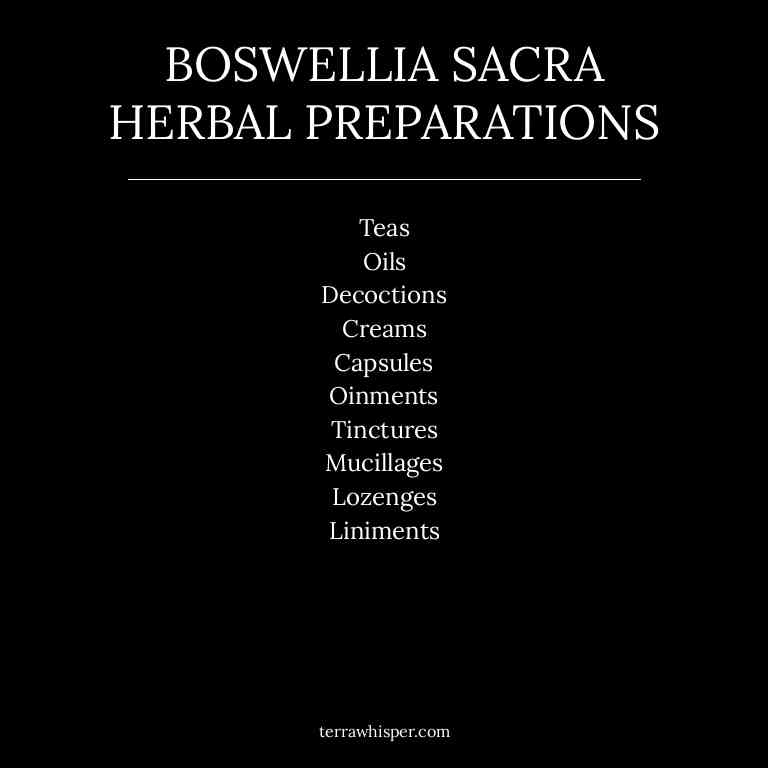 BOSWELLIA SACRA
HERBAL PREPARATIONS
Teas
Oils
Decoctions
Creams
Capsules
Oinments
Tinctures
Mucillages
Lozenges
Liniments
terrawhisper.com